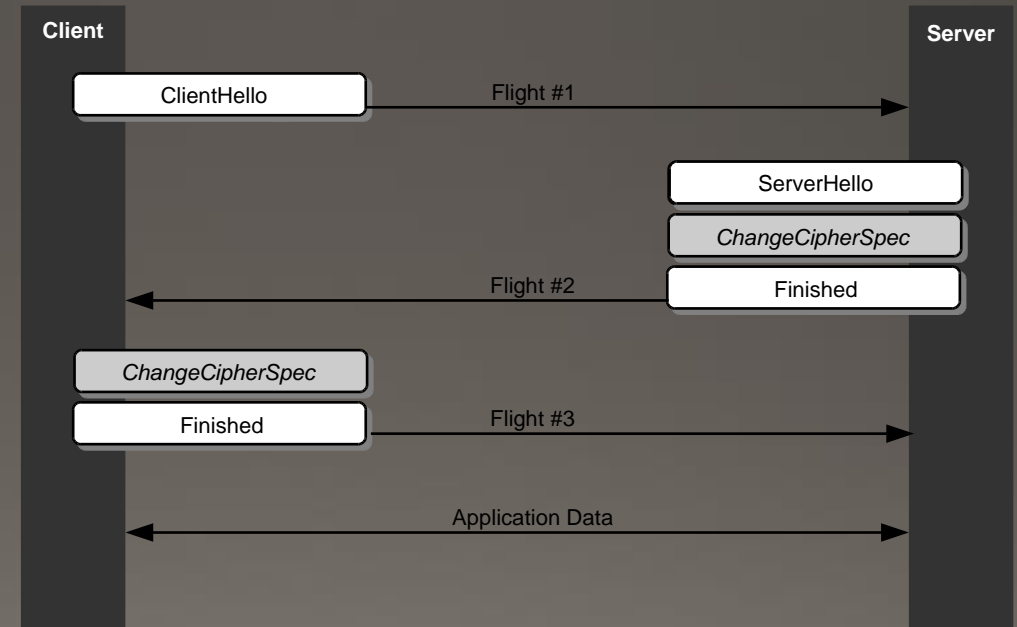 Client
Server
ClientHello
Flight #1
ServerHello
ChangeCipherSpec
Flight #2
Finished
ChangeCipherSpec
Finished
Flight #3
Application Data